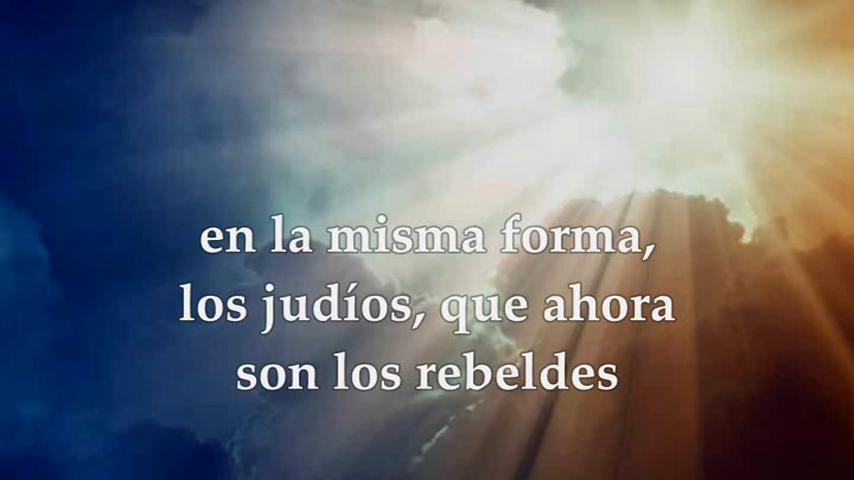 en la misma forma,
los judíos, que ahora
son los rebeldes